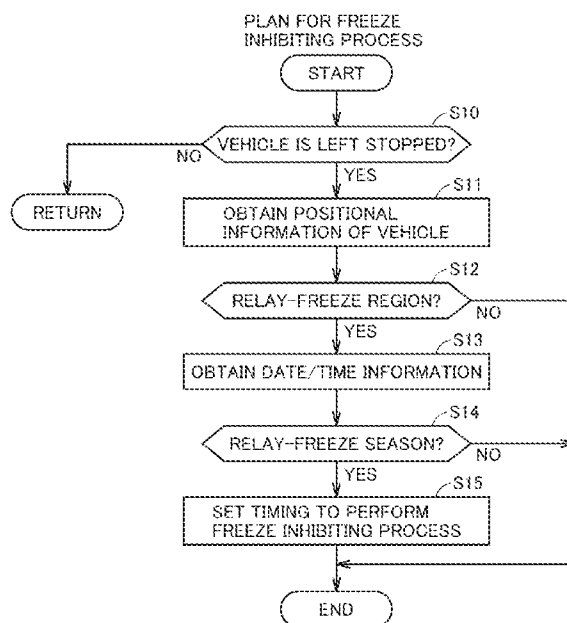 PLAN FOR FREEZE
INHIBITING PROCESS
START
S10
VEHICLE IS LEFT STOPPED?
NO
YES
RETURN
S11
OBTAIN POSITIONAL
INFORMATION OF VEHICLE
S12
RELAY-FREEZE REGION?
NO
YES
S13
OBTAIN DATE/TIME INFORMATION
S14
RELAY-FREEZE SEASON?
NO
YES
S15
SET TIMING TO PERFORM
FREEZE INHIBITING PROCESS
END